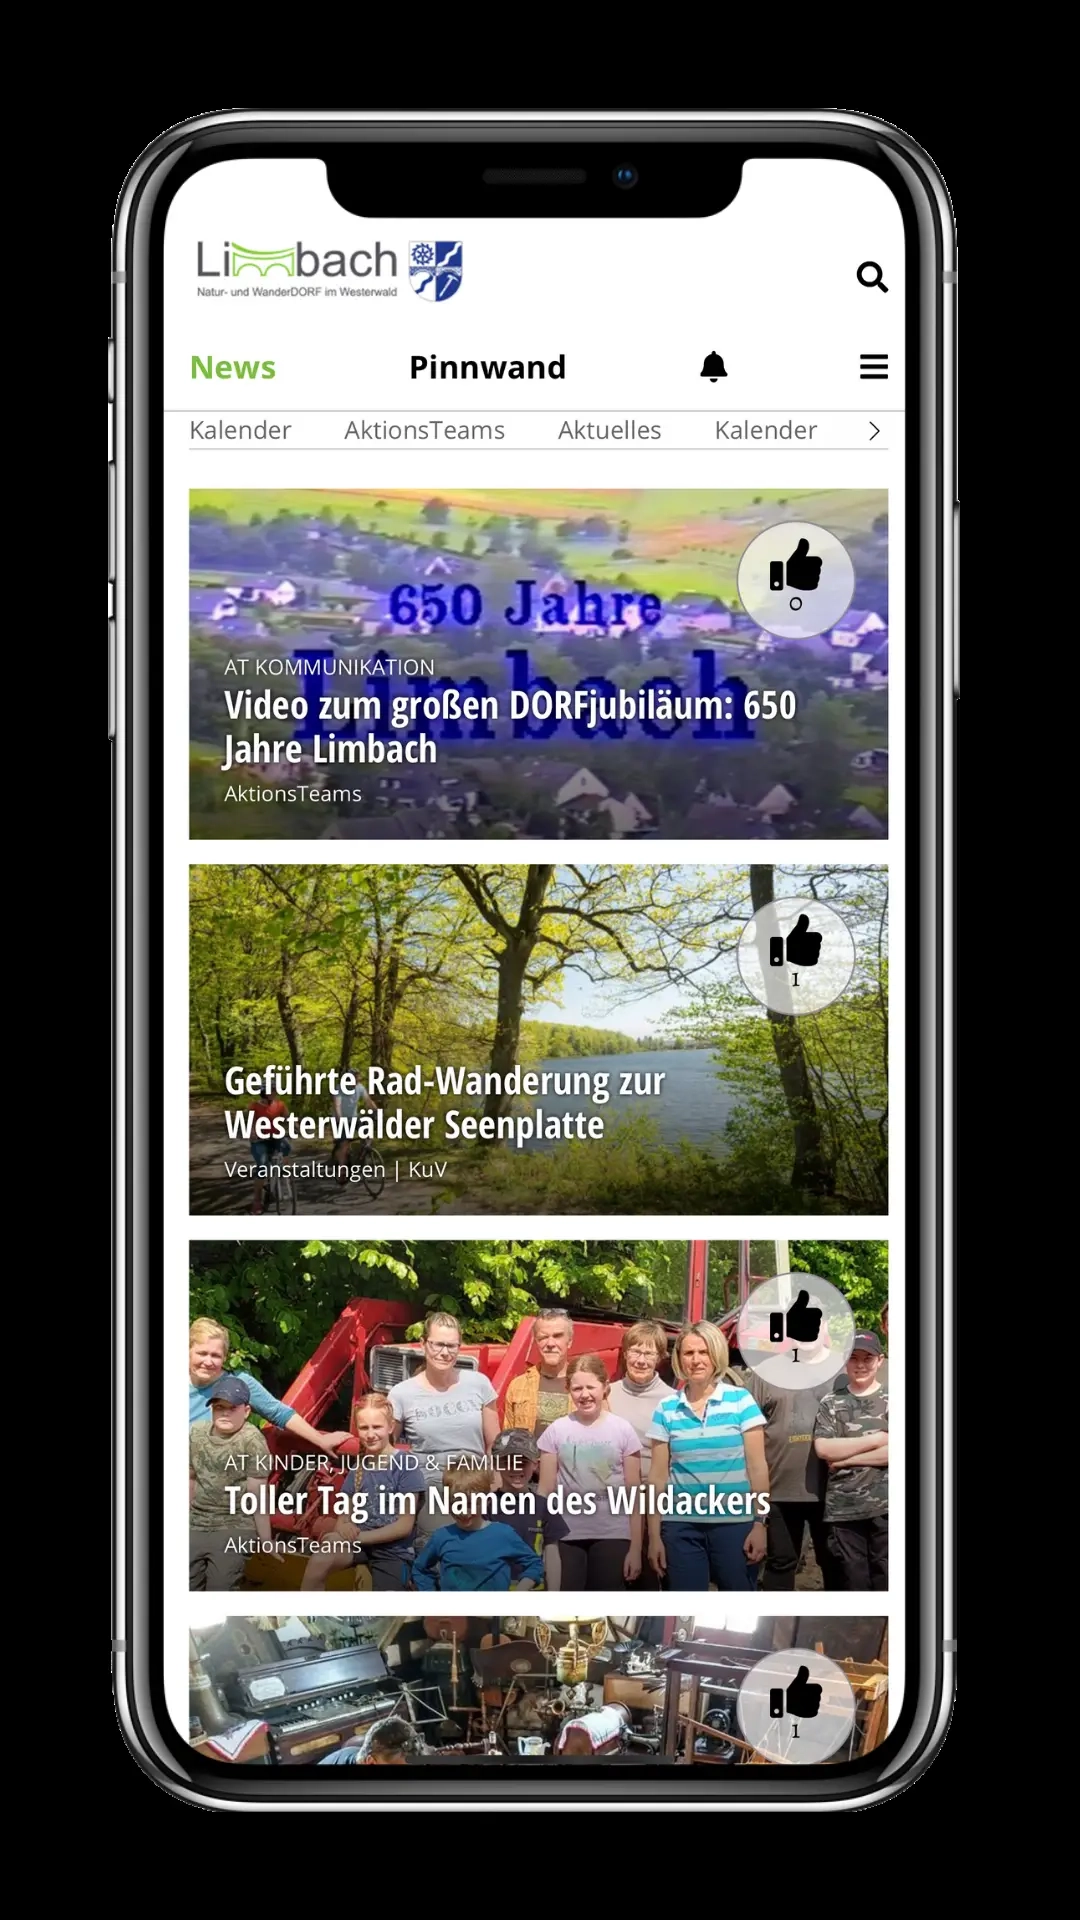 Limbach
Natur- und WanderDORF im Westerwald
News Pinnwand
Kalender AktionsTeams Aktuelles Kalender
650 Jahre
Limbach
0
AT KOMMUNIKATION
Video zum großen DORFjubiläum: 650
Jahre Limbach
AktionsTeams
1
Geführte Rad-Wanderung zur
Westerwälder Seenplatte
Veranstaltungen | KuV
1
AT KINDER, JUGEND & FAMILIE
Toller Tag im Namen des Wildackers
AktionsTeams
1